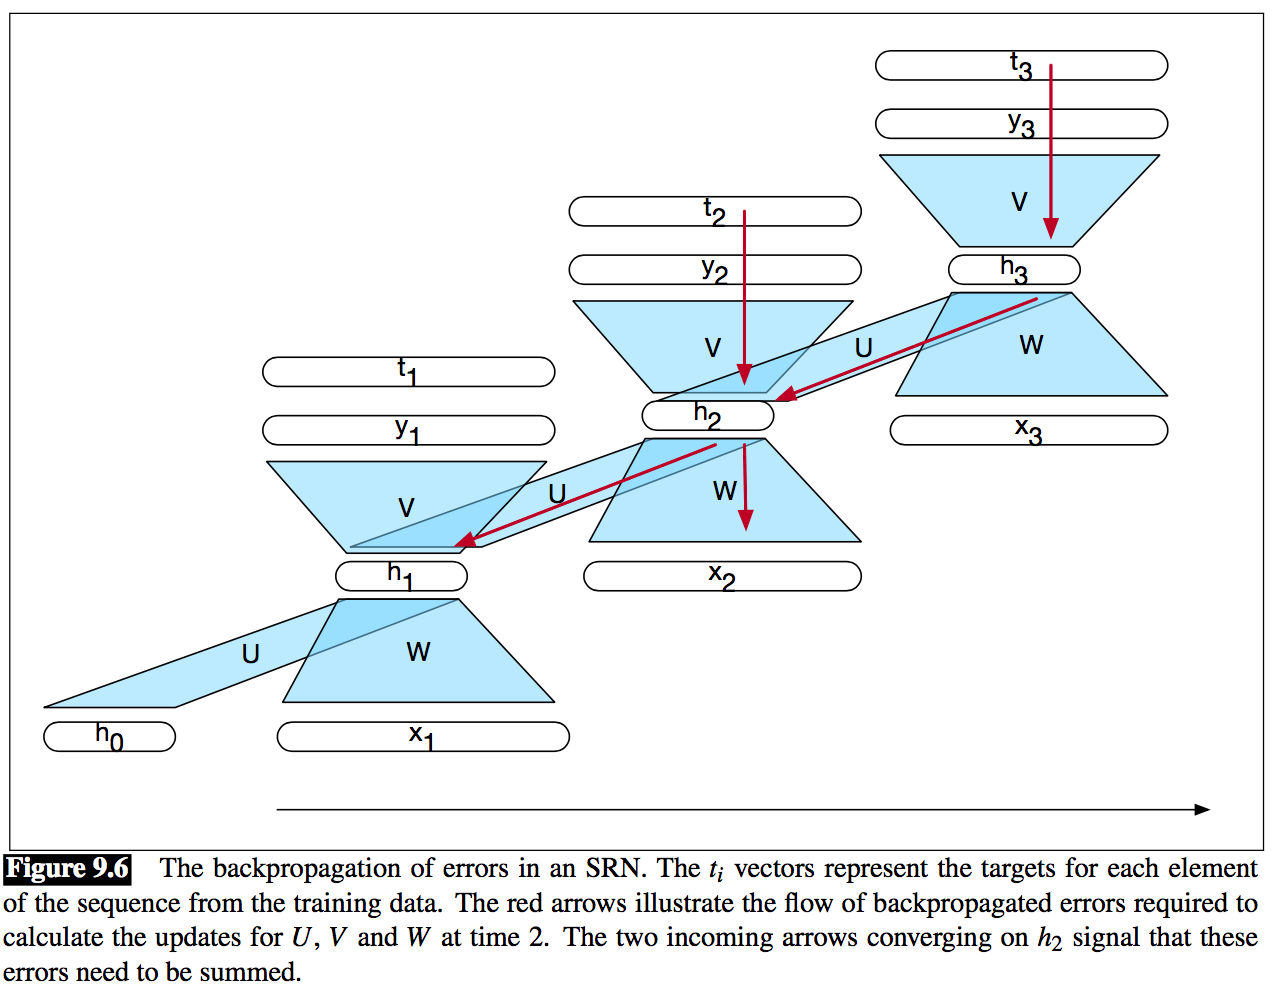 t3
y3
V
t2
h3
y2
V
U
W
t1
h2
x3
y1
V
U
W
h1
x2
U
W
h0
x1
Figure 9.6 The backpropagation of errors in an SRN. The ti vectors represent the targets for each element
of the sequence from the training data. The red arrows illustrate the flow of backpropagated errors required to
calculate the updates for U, V and W at time 2. The two incoming arrows converging on h2 signal that these
errors need to be summed.